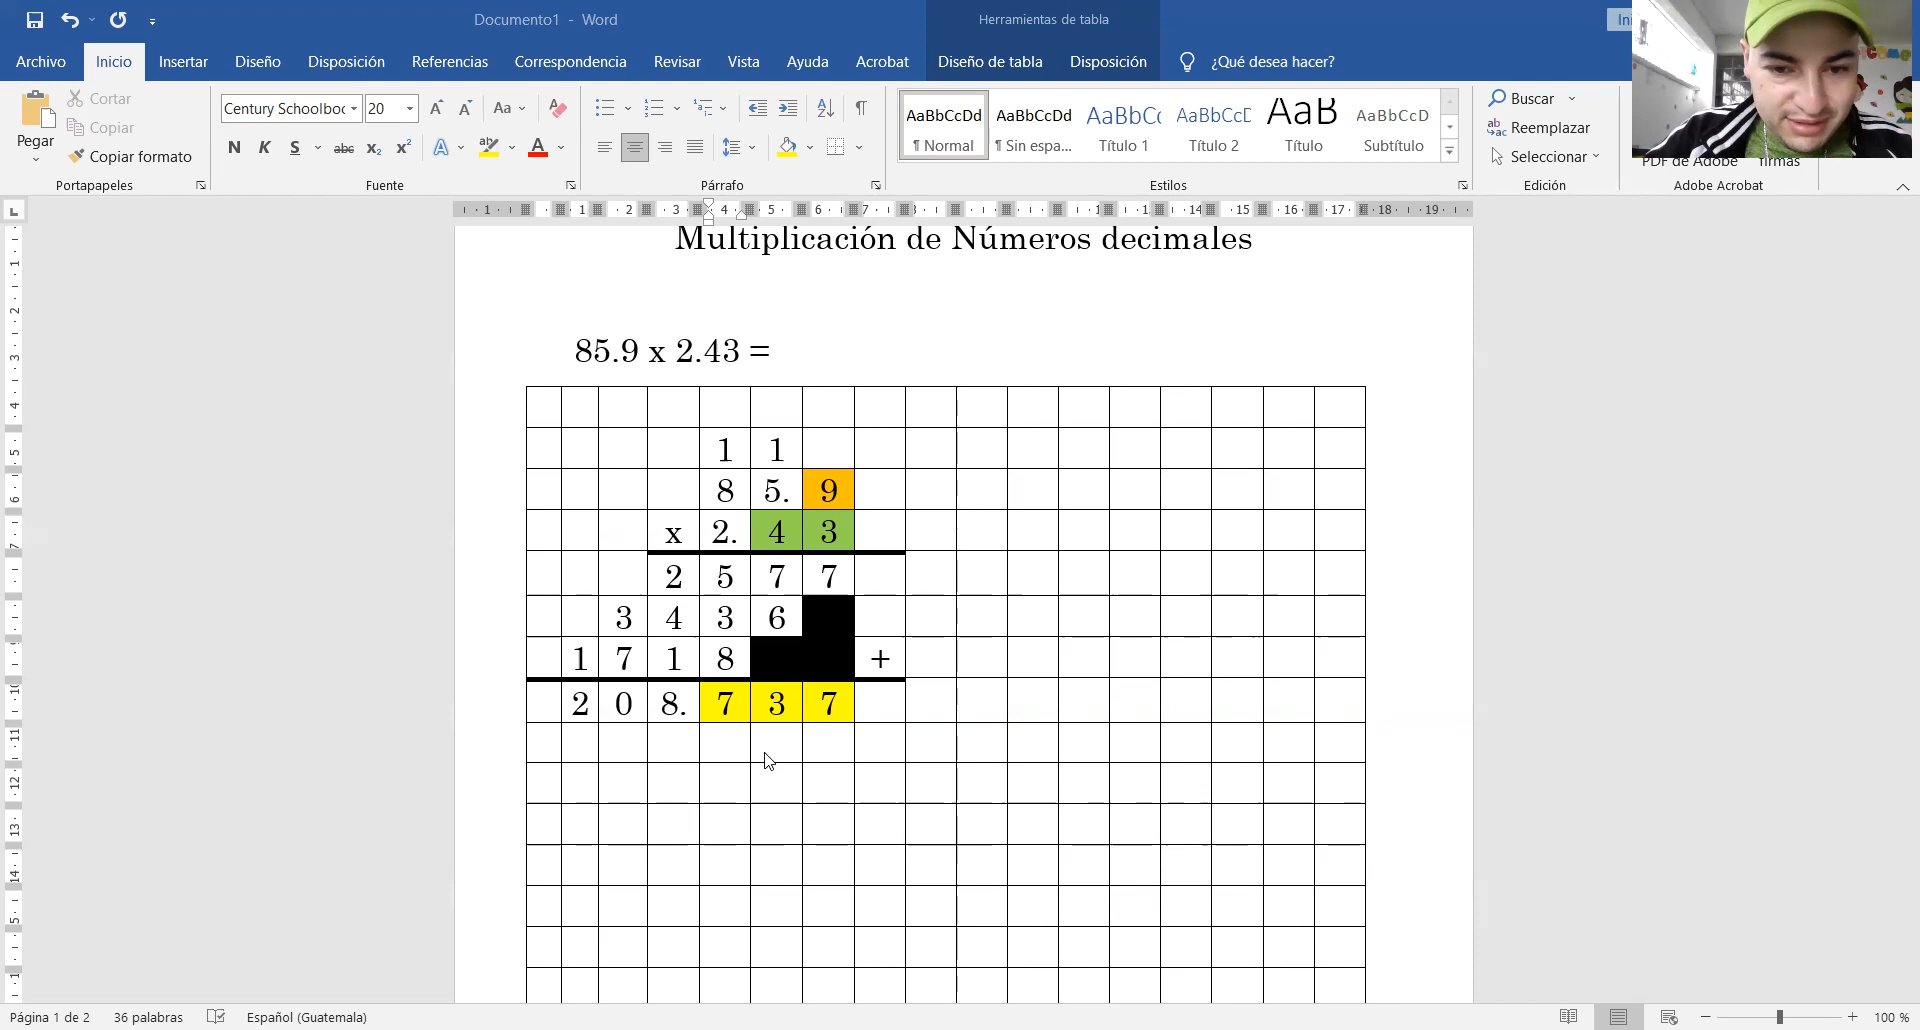 Documento1 - Word
Herramientas de tabla
Archivo Inicio Insertar Diseño Disposición Referencias Correspondencia Revisar Vista Ayuda Acrobat Diseño de tabla Disposición ¿Qué desea hacer?
Pegar
Cortar
Copiar
Copiar formato
Portapapeles
Century Schoolboc 20
N K S abc x₂ x²
Fuente
Párrafo
AaBbCcDd AaBbCcDd AaBbC AaBbCcD AaB AaBbCcD
¶ Normal ¶ Sin espa... Título 1 Título 2 Título Subtítulo
Estilos
Buscar
Reemplazar
Seleccionar
Edición
PDF de Adobe firmas
Adobe Acrobat
Multiplicación de Números decimales
85.9 x 2.43 =
1 1
8 5. 9
x 2. 4 3
2 5 7 7
3 4 3 6
1 7 1 8 +
2 0 8. 7 3 7
Página 1 de 2 36 palabras Español (Guatemala) 100 %